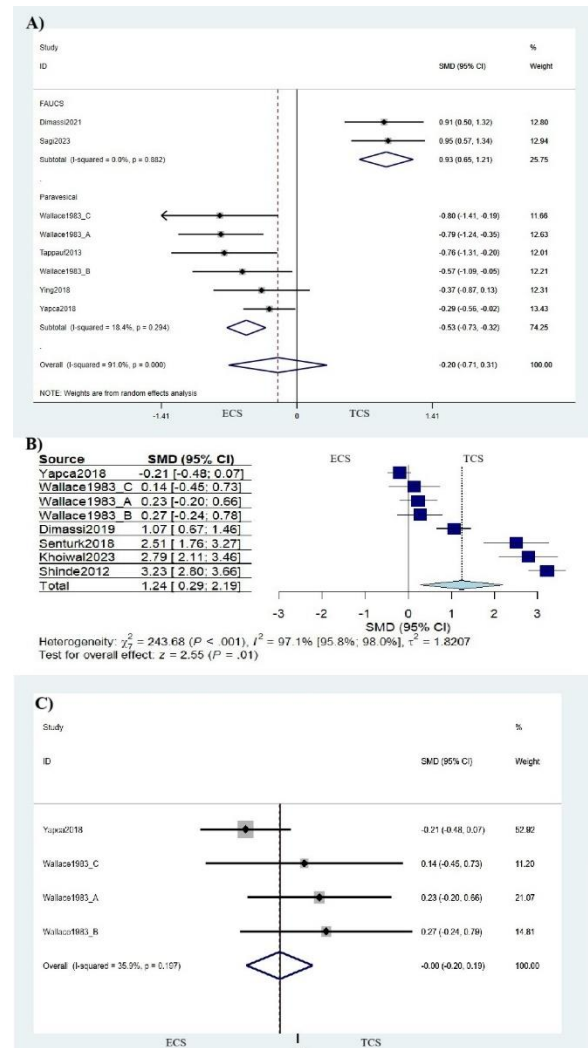 A)
Study %
ID SMD (95% CI) Weight
FAUCS
Dimassi2021 0.91 (0.50, 1.32) 12.80
Sagi2023 0.95 (0.57, 1.34) 12.94
Subtotal (I-squared = 0.0%, p = 0.882) 0.93 (0.65, 1.21) 25.75
.
Paravesical
Wallace1983_C -0.80 (-1.41, -0.19) 11.66
Wallace1983_A -0.79 (-1.24, -0.35) 12.63
Tappauf2013 -0.76 (-1.31, -0.20) 12.01
Wallace1983_B -0.57 (-1.09, -0.05) 12.21
Ying2018 -0.37 (-0.87, 0.13) 12.31
Yapca2018 -0.29 (-0.56, -0.02) 13.43
Subtotal (I-squared = 18.4%, p = 0.294) -0.53 (-0.73, -0.32) 74.25
.
Overall (I-squared = 91.0%, p = 0.000) -0.20 (-0.71, 0.31) 100.00
NOTE: Weights are from random effects analysis
-1.41 ECS 0 TCS 1.41
B)
Source SMD (95% CI) ECS TCS
Yapca2018 -0.21 [-0.48; 0.07]
Wallace1983_C 0.14 [-0.45; 0.73]
Wallace1983_A 0.23 [-0.20; 0.66]
Wallace1983_B 0.27 [-0.24; 0.78]
Dimassi2019 1.07 [ 0.67; 1.46]
Senturk2018 2.51 [ 1.76; 3.27]
Khoiwal2023 2.79 [ 2.11; 3.46]
Shinde2012 3.23 [ 2.80; 3.66]
Total 1.24 [ 0.29; 2.19]
-3 -2 -1 0 1 2 3
SMD (95% CI)
Heterogeneity: χ²₇ = 243.68 (P < .001), I² = 97.1% [95.8%; 98.0%], τ² = 1.8207
Test for overall effect: z = 2.55 (P = .01)
C)
Study %
ID SMD (95% CI) Weight
Yapca2018 -0.21 (-0.48, 0.07) 52.92
Wallace1983_C 0.14 (-0.45, 0.73) 11.20
Wallace1983_A 0.23 (-0.20, 0.66) 21.07
Wallace1983_B 0.27 (-0.24, 0.79) 14.81
Overall (I-squared = 35.9%, p = 0.197) -0.00 (-0.20, 0.19) 100.00
ECS TCS